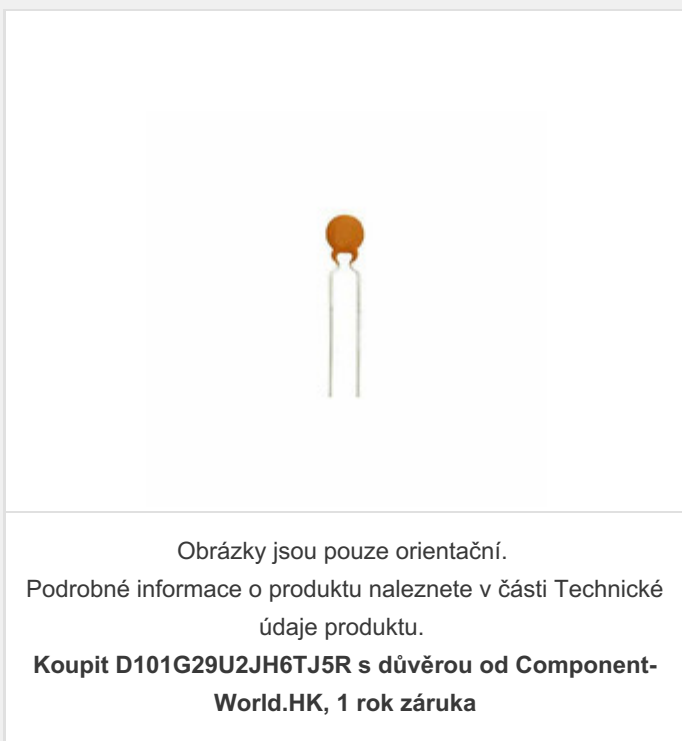 Obrázky jsou pouze orientační.
Podrobné informace o produktu naleznete v části Technické
údaje produktu.
Koupit D101G29U2JH6TJ5R s důvěrou od Component-
World.HK, 1 rok záruka